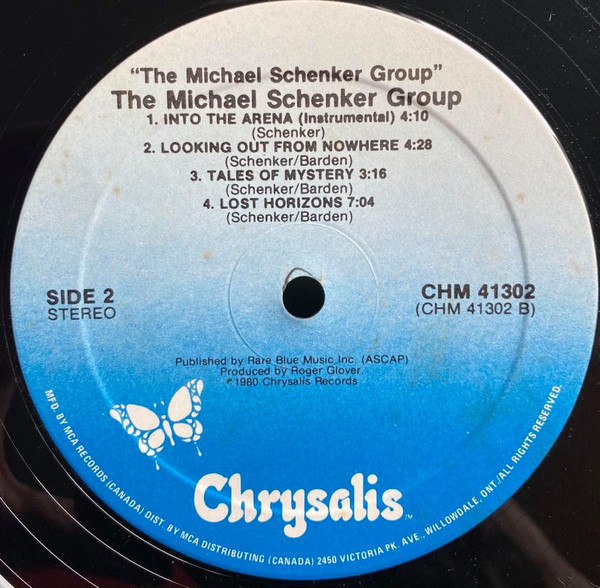 "The Michael Schenker Group"
The Michael Schenker Group
1. INTO THE ARENA (Instrumental) 4:10
(Schenker)
2. LOOKING OUT FROM NOWHERE 4:28
(Schenker/Barden)
3. TALES OF MYSTERY 3:16
(Schenker/Barden)
4. LOST HORIZONS 7:04
(Schenker/Barden)
SIDE 2
STEREO
CHM 41302
(CHM 41302 B)
Published by Rare Blue Music, Inc. (ASCAP)
Produced by Roger Glover.
℗1980 Chrysalis Records
Chrysalis™
MFD. BY MCA RECORDS (CANADA) DIST. BY MCA DISTRIBUTING (CANADA) 2450 VICTORIA PK. AVE., WILLOWDALE, ONT./ALL RIGHTS RESERVED.